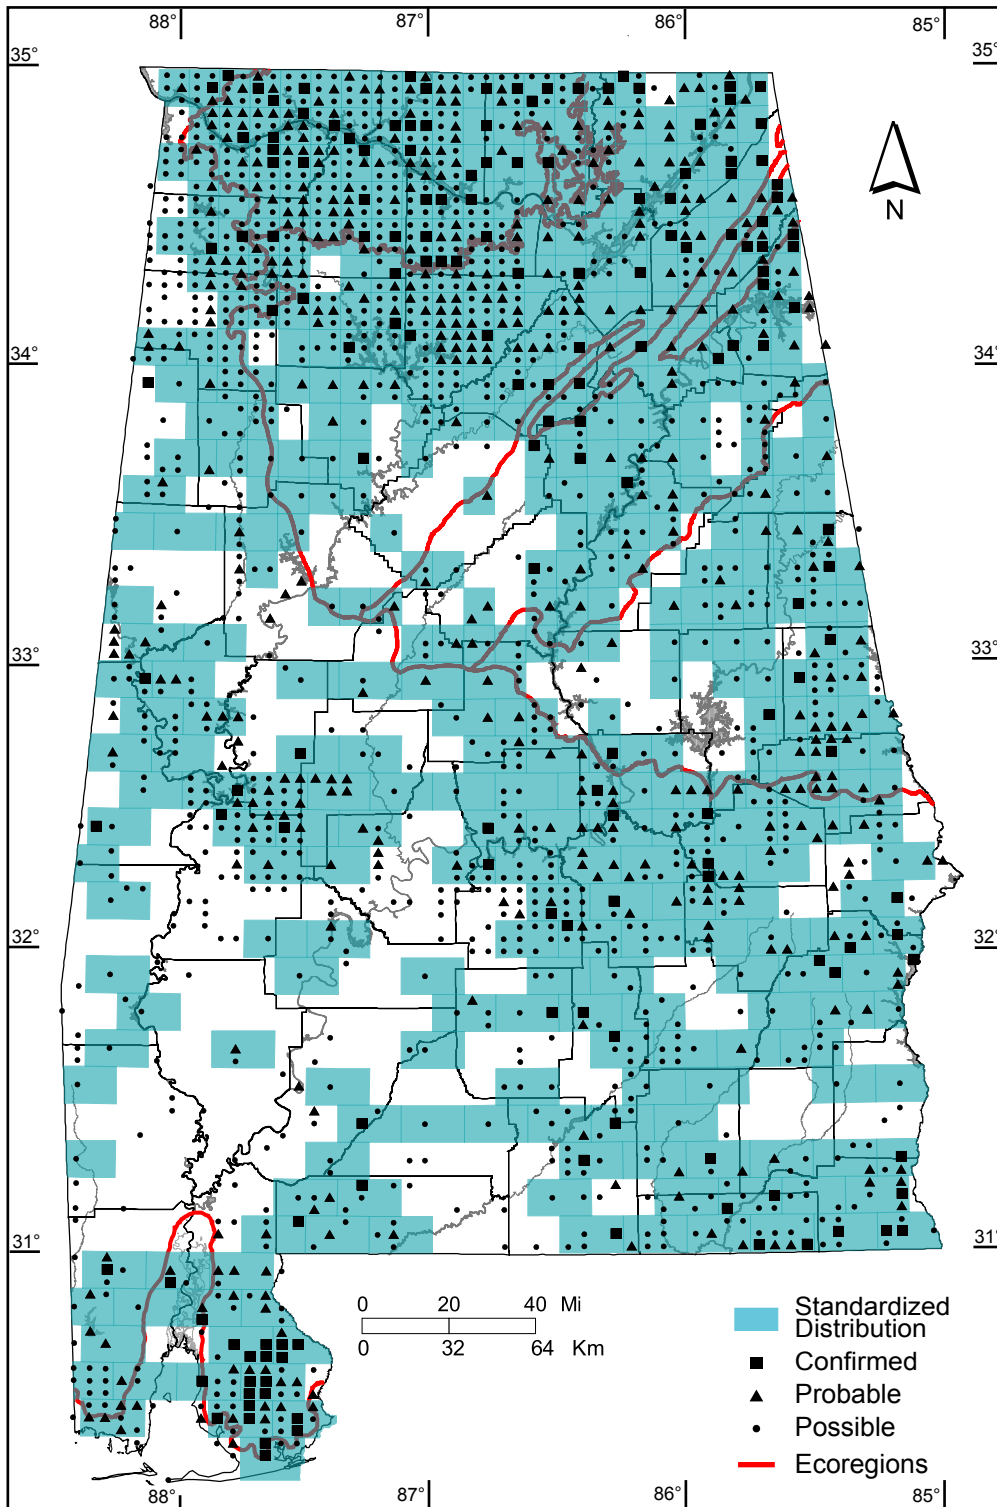 88° 87° 86° 85°
35° 35°
N
34° 34°
33° 33°
32° 32°
31° 31°
0 20 40 Mi
0 32 64 Km
Standardized
Distribution
Confirmed
Probable
Possible
Ecoregions
88° 87° 86° 85°